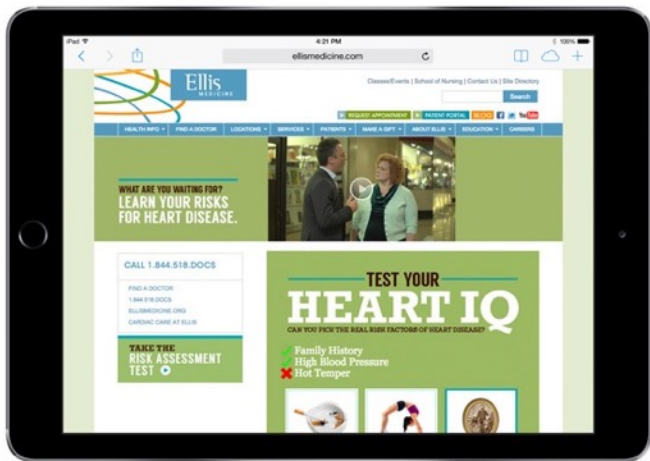 iPad
4:21 PM
100%
ellismedicine.com
Ellis
MEDICINE
Classes/Events | School of Nursing | Contact Us | Site Directory
Search
REQUEST APPOINTMENT
PATIENT PORTAL
BLOG
YouTube
HEALTH INFO
FIND A DOCTOR
LOCATIONS
SERVICES
PATIENTS
MAKE A GIFT
ABOUT ELLIS
EDUCATION
CAREERS
WHAT ARE YOU WAITING FOR?
LEARN YOUR RISKS
FOR HEART DISEASE.
CALL 1.844.518.DOCS
FIND A DOCTOR
1.844.518.DOCS
ELLISMEDICINE.ORG
CARDIAC CARE AT ELLIS
TAKE THE
RISK ASSESSMENT
TEST
TEST YOUR
HEART IQ
CAN YOU PICK THE REAL RISK FACTORS OF HEART DISEASE?
Family History
High Blood Pressure
Hot Temper